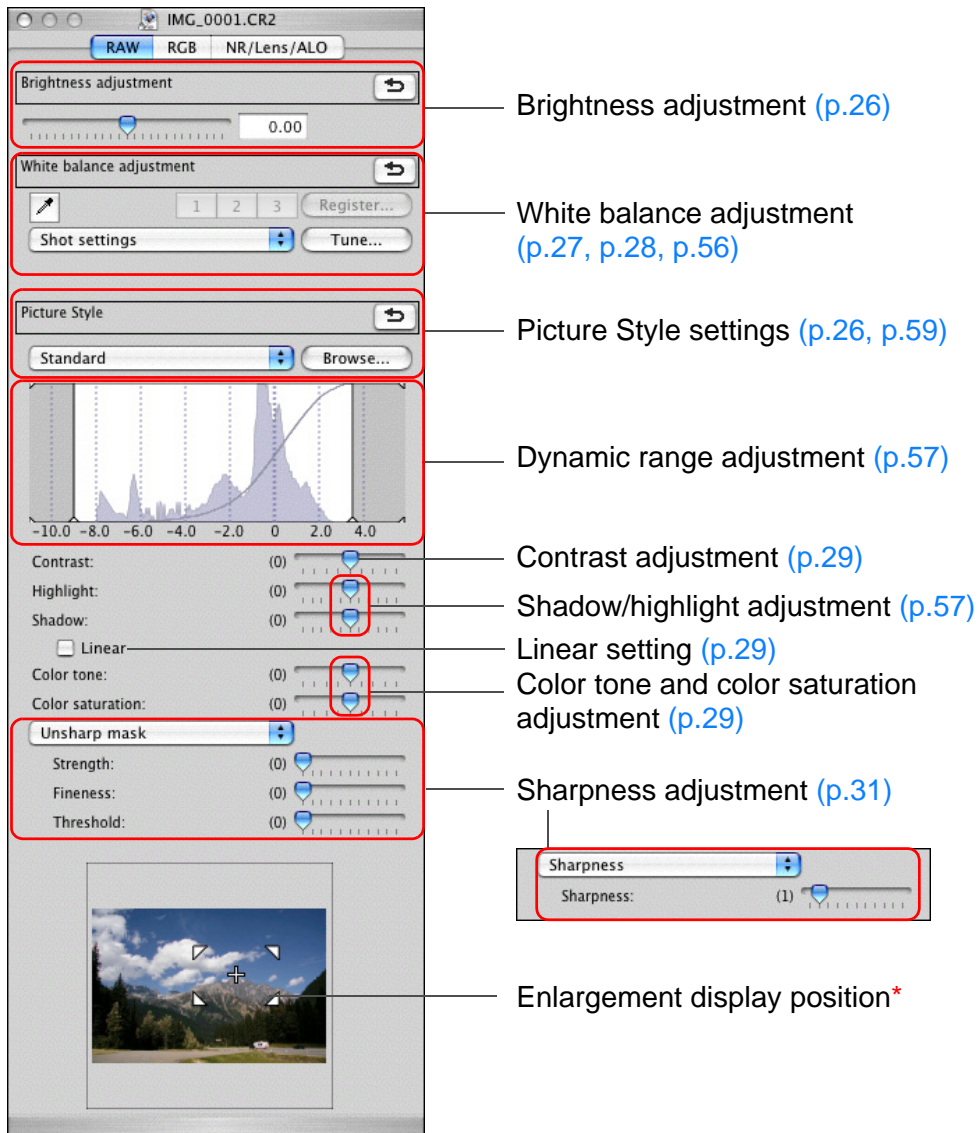 IMG_0001.CR2
RAW RGB NR/Lens/ALO
Brightness adjustment
0.00
White balance adjustment
1 2 3 Register...
Shot settings Tune...
Picture Style
Standard Browse...
-10.0 -8.0 -6.0 -4.0 -2.0 0 2.0 4.0
Contrast: (0)
Highlight: (0)
Shadow: (0)
Linear
Color tone: (0)
Color saturation: (0)
Unsharp mask
Strength: (0)
Fineness: (0)
Threshold: (0)
Brightness adjustment (p.26)
White balance adjustment
(p.27, p.28, p.56)
Picture Style settings (p.26, p.59)
Dynamic range adjustment (p.57)
Contrast adjustment (p.29)
Shadow/highlight adjustment (p.57)
Linear setting (p.29)
Color tone and color saturation
adjustment (p.29)
Sharpness adjustment (p.31)
Sharpness
Sharpness: (1)
Enlargement display position*